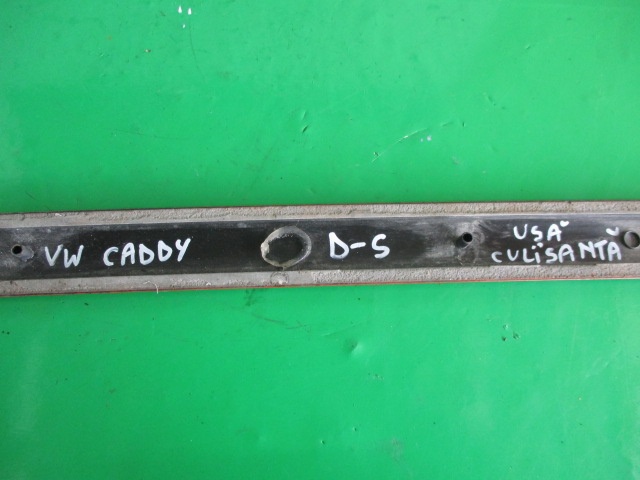 VW CADDY
D-S
UȘĂ
CULISANTĂ